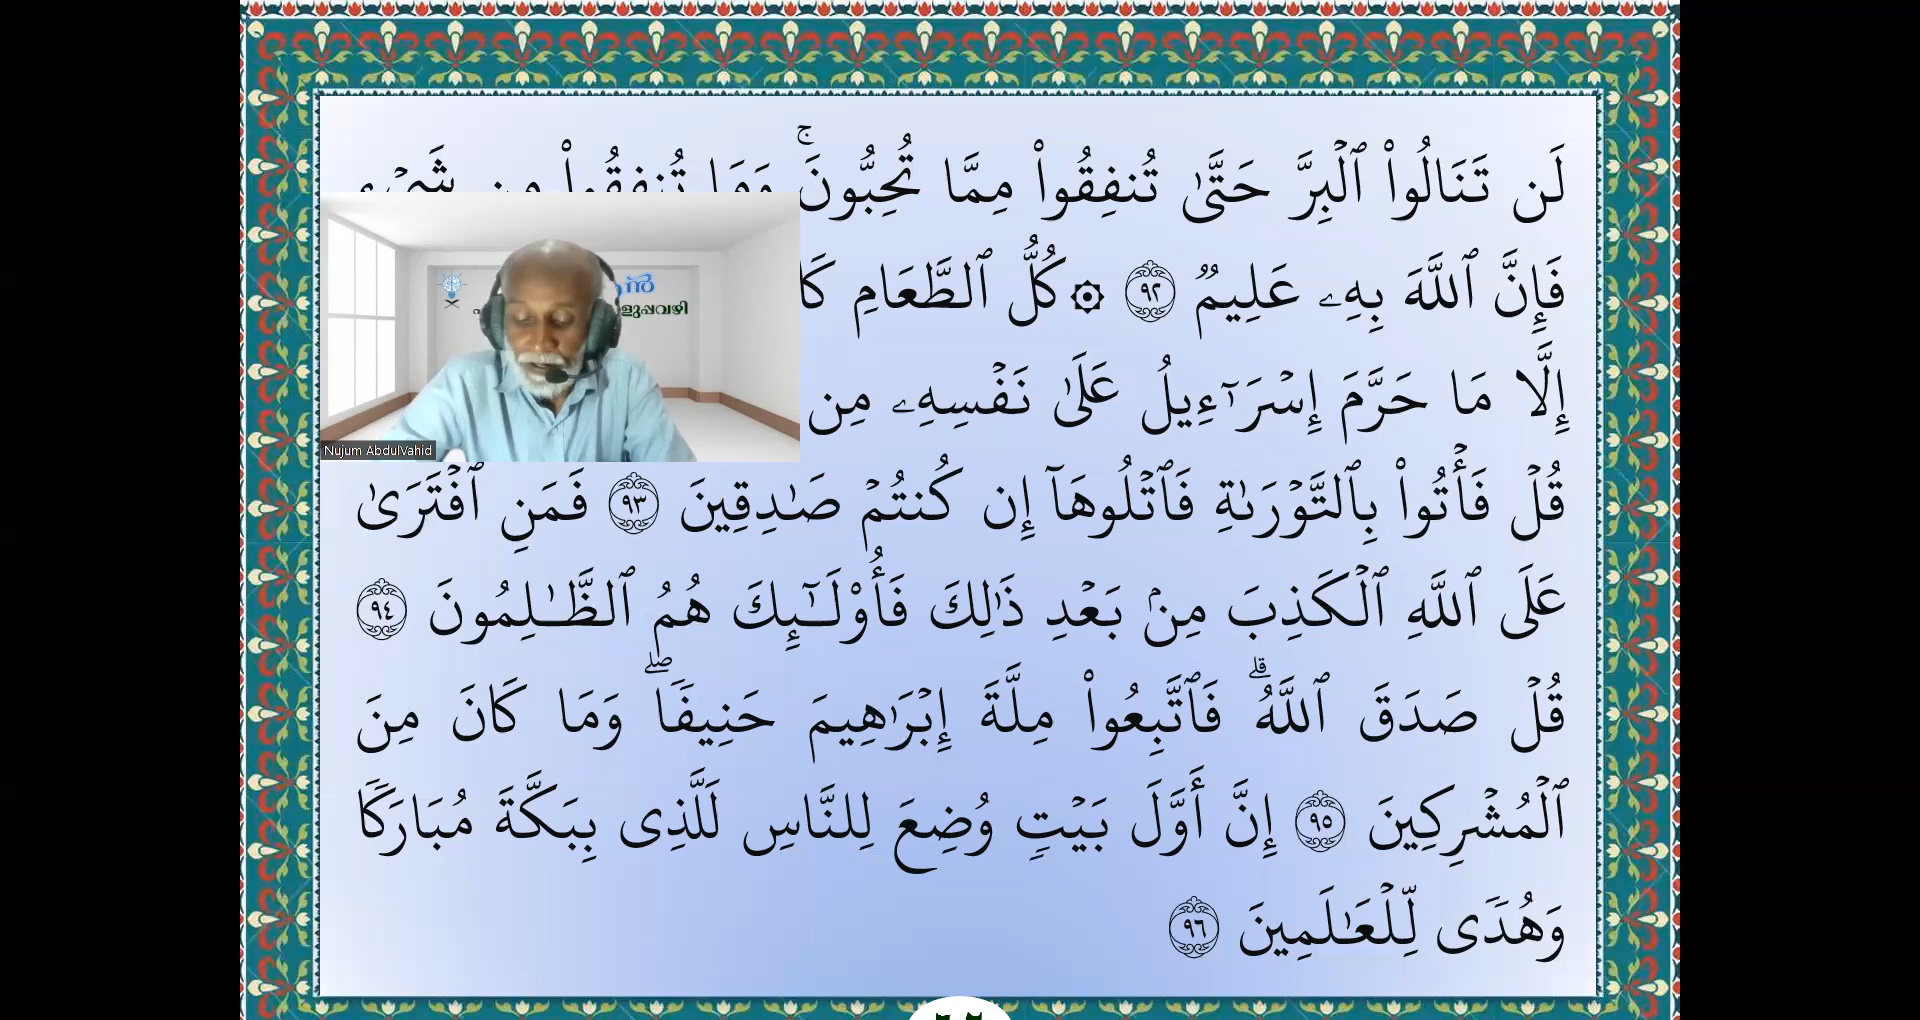 لَن تَنَالُوا۟ ٱلْبِرَّ حَتَّىٰ تُنفِقُوا۟ مِمَّا تُحِبُّونَ ۚ وَمَا تُنفِقُوا۟ مِن شَىْءٍ
فَإِنَّ ٱللَّهَ بِهِۦ عَلِيمٌ ٩٢ ۞ كُلُّ ٱلطَّعَامِ
إِلَّا مَا حَرَّمَ إِسْرَٰٓءِيلُ عَلَىٰ نَفْسِهِۦ مِن
قُلْ فَأْتُوا۟ بِٱلتَّوْرَىٰةِ فَٱتْلُوهَآ إِن كُنتُمْ صَـٰدِقِينَ ٩٣ فَمَنِ ٱفْتَرَىٰ
عَلَى ٱللَّهِ ٱلْكَذِبَ مِنۢ بَعْدِ ذَٰلِكَ فَأُو۟لَـٰٓئِكَ هُمُ ٱلظَّـٰلِمُونَ ٩٤
قُلْ صَدَقَ ٱللَّهُ ۗ فَٱتَّبِعُوا۟ مِلَّةَ إِبْرَٰهِيمَ حَنِيفًا ۖ وَمَا كَانَ مِنَ
ٱلْمُشْرِكِينَ ٩٥ إِنَّ أَوَّلَ بَيْتٍ وُضِعَ لِلنَّاسِ لَلَّذِى بِبَكَّةَ مُبَارَكًا
وَهُدًى لِّلْعَـٰلَمِينَ ٩٦
Nujum AbdulVahid